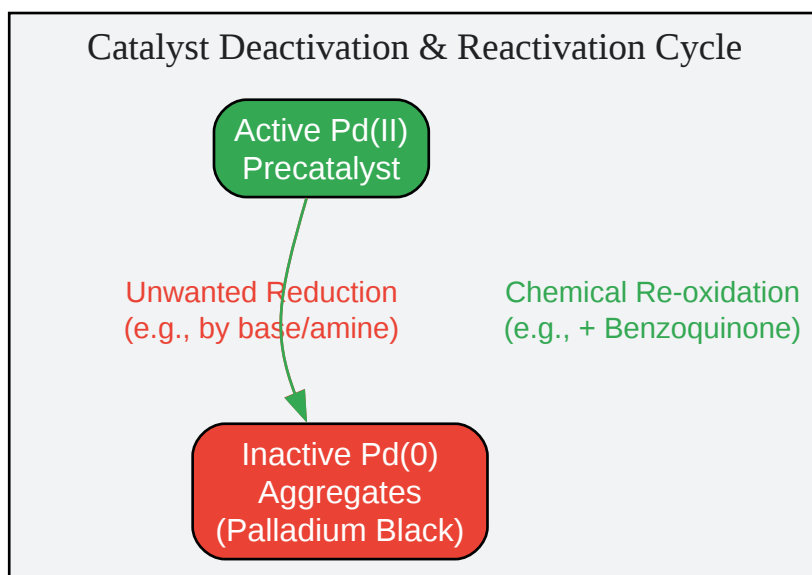 Catalyst Deactivation & Reactivation Cycle
Active Pd(II)
Precatalyst
Unwanted Reduction
(e.g., by base/amine)
Chemical Re-oxidation
(e.g., + Benzoquinone)
Inactive Pd(0)
Aggregates
(Palladium Black)